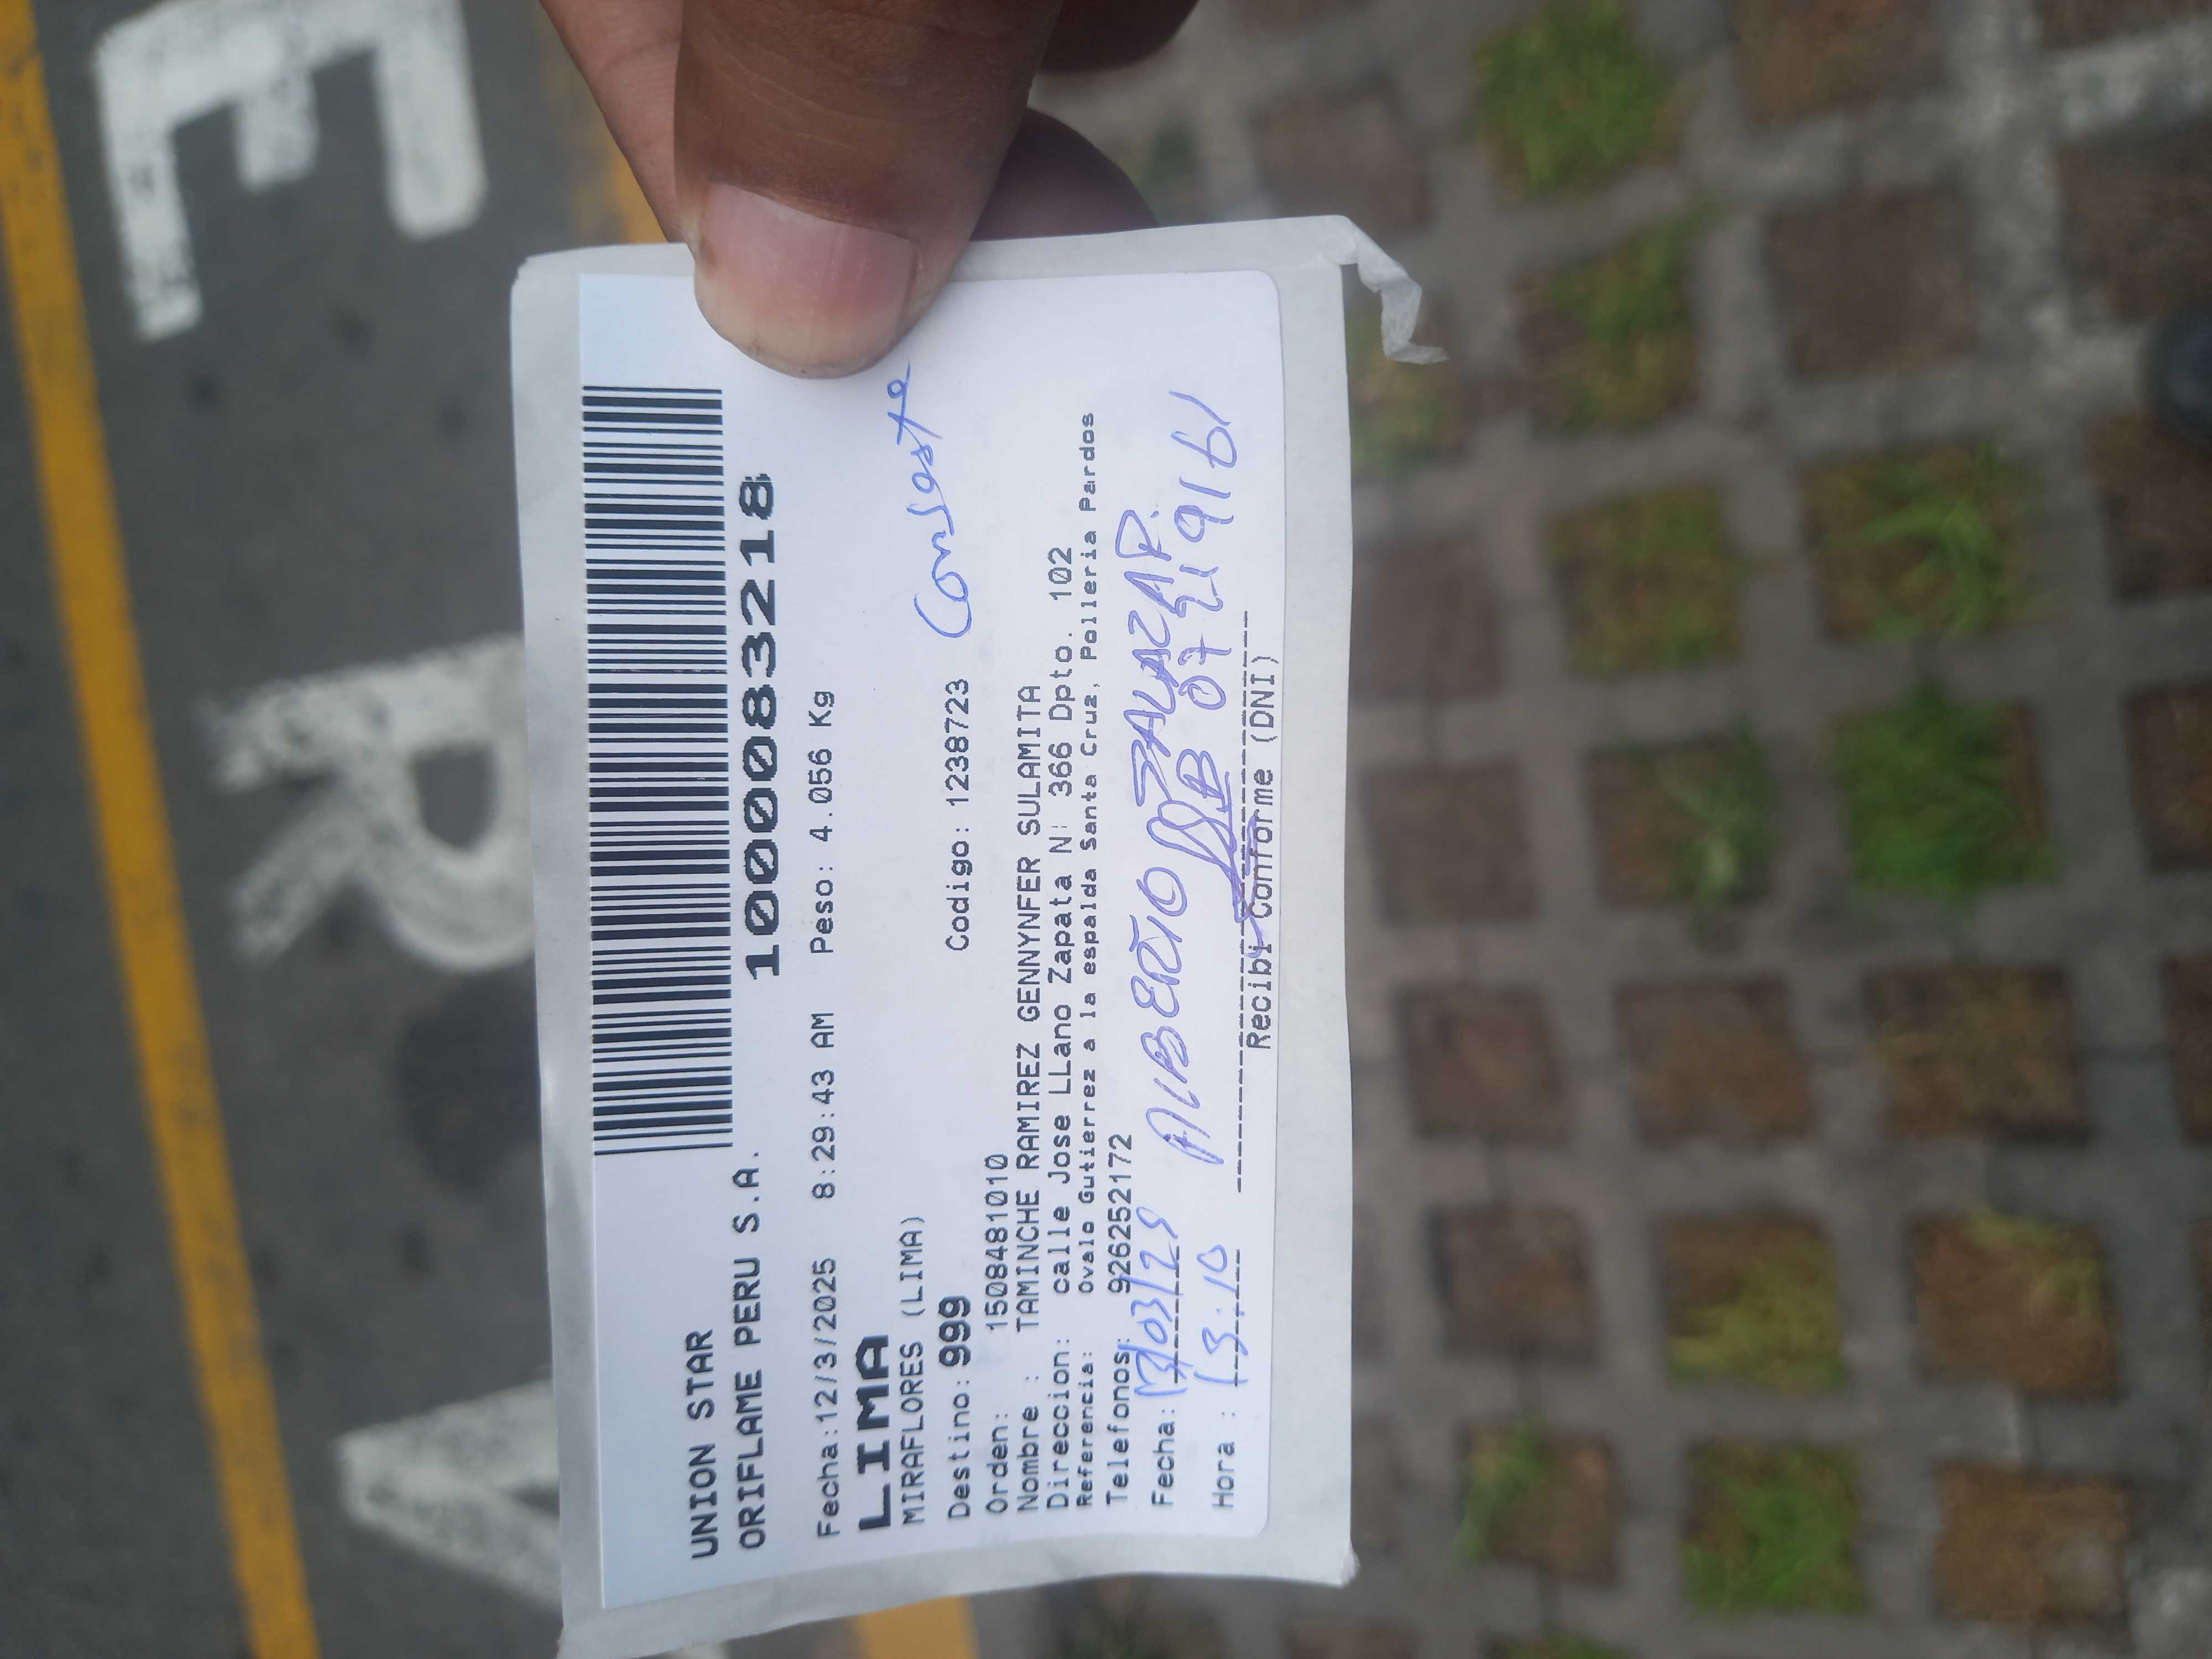 UNION STAR
ORIFLAME PERU S.A.
1000083218
Fecha:12/3/2025 8:29:43 AM Peso: 4.056 Kg
LIMA
MIRAFLORES (LIMA)
Destino: 999 Codigo: 1238723
Orden: 1508481010
Nombre : TAMINCHE RAMIREZ GENNYNFER SULAMITA
Direccion: calle Jose LLano Zapata N: 366 Dpto. 102
Referencia: Ovalo Gutierrez a la espalda Santa Cruz, Polleria Pardos
Telefonos: 926252172
Fecha: ALBERTO SALAZAR
Hora : 13:10
Recibi Conforme (DNI)